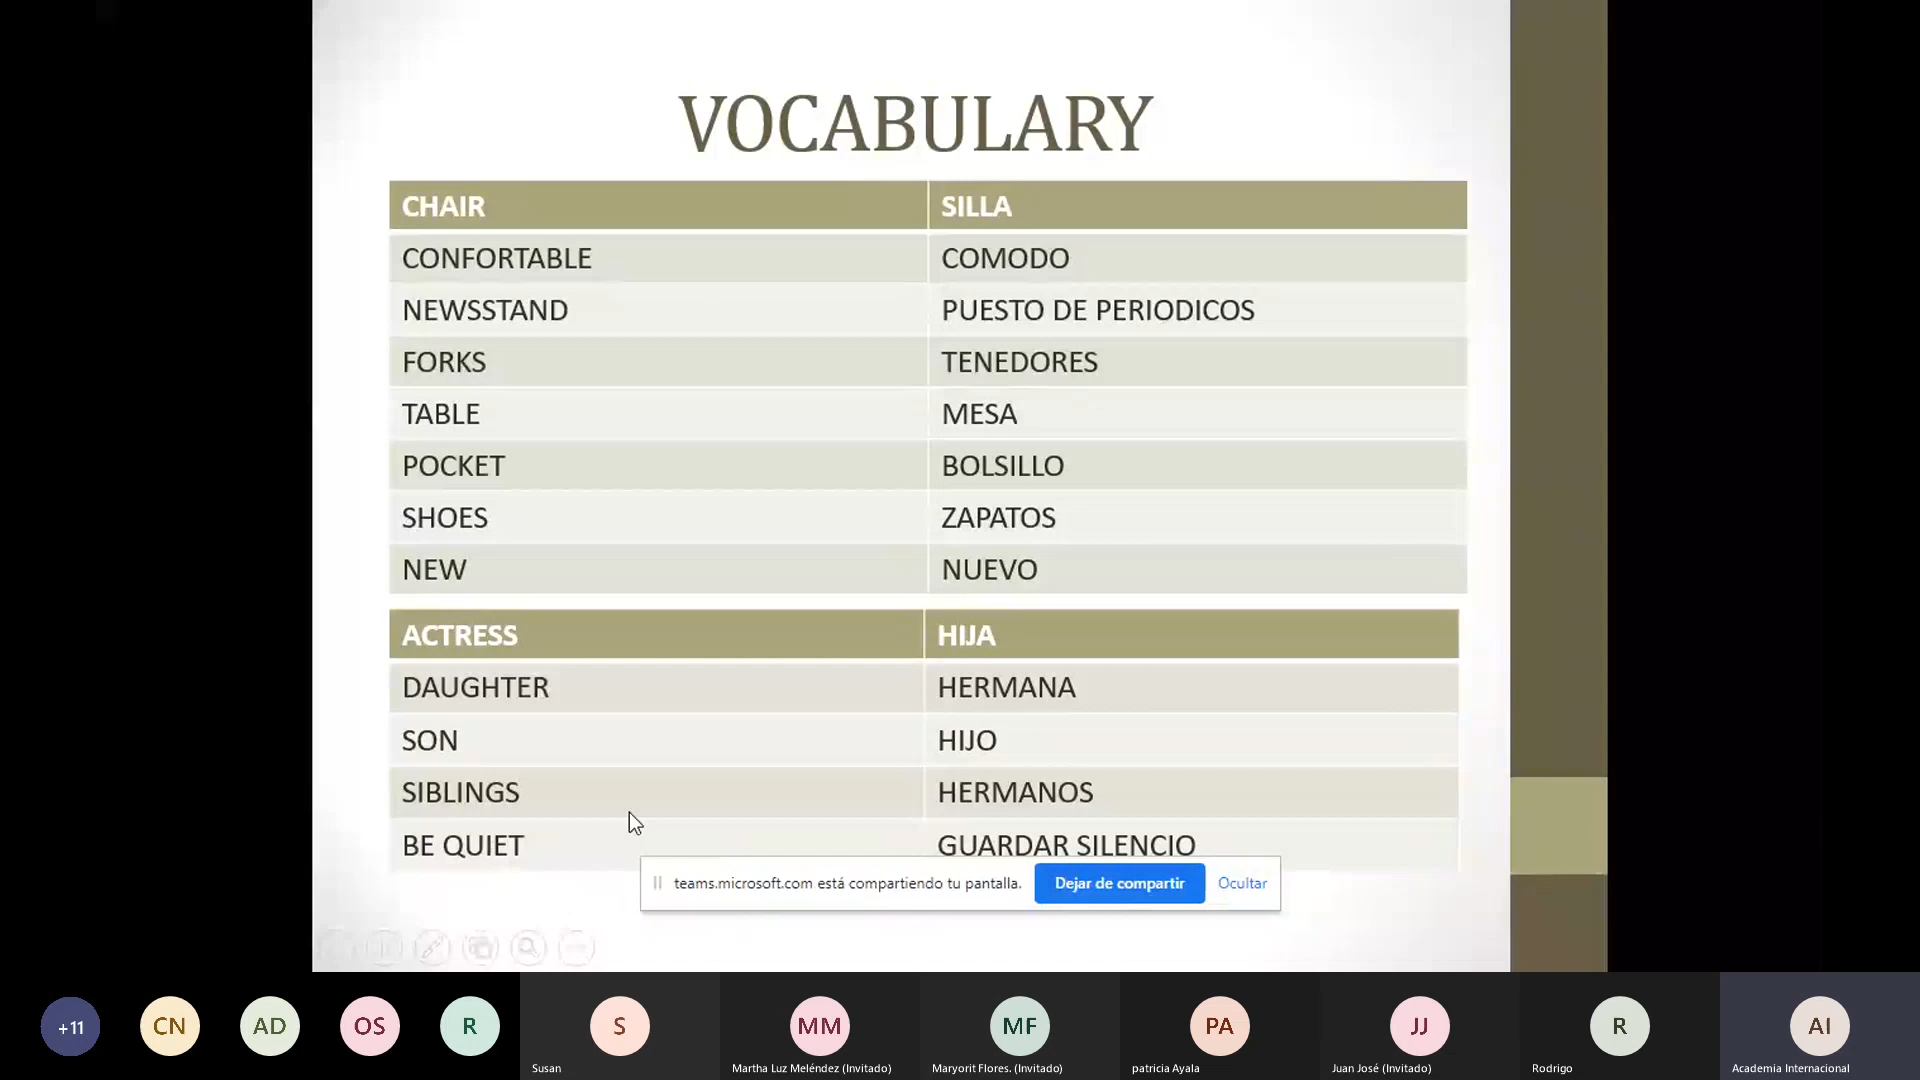 VOCABULARY
CHAIR SILLA
CONFORTABLE COMODO
NEWSSTAND PUESTO DE PERIODICOS
FORKS TENEDORES
TABLE MESA
POCKET BOLSILLO
SHOES ZAPATOS
NEW NUEVO
ACTRESS HIJA
DAUGHTER HERMANA
SON HIJO
SIBLINGS HERMANOS
BE QUIET GUARDAR SILENCIO
teams.microsoft.com está compartiendo tu pantalla. Dejar de compartir Ocultar
+11 CN AD OS R S MM MF PA JJ R AI
Susan Martha Luz Meléndez (Invitado) Maryorit Flores. (Invitado) patricia Ayala Juan José (Invitado) Rodrigo Academia Internacional